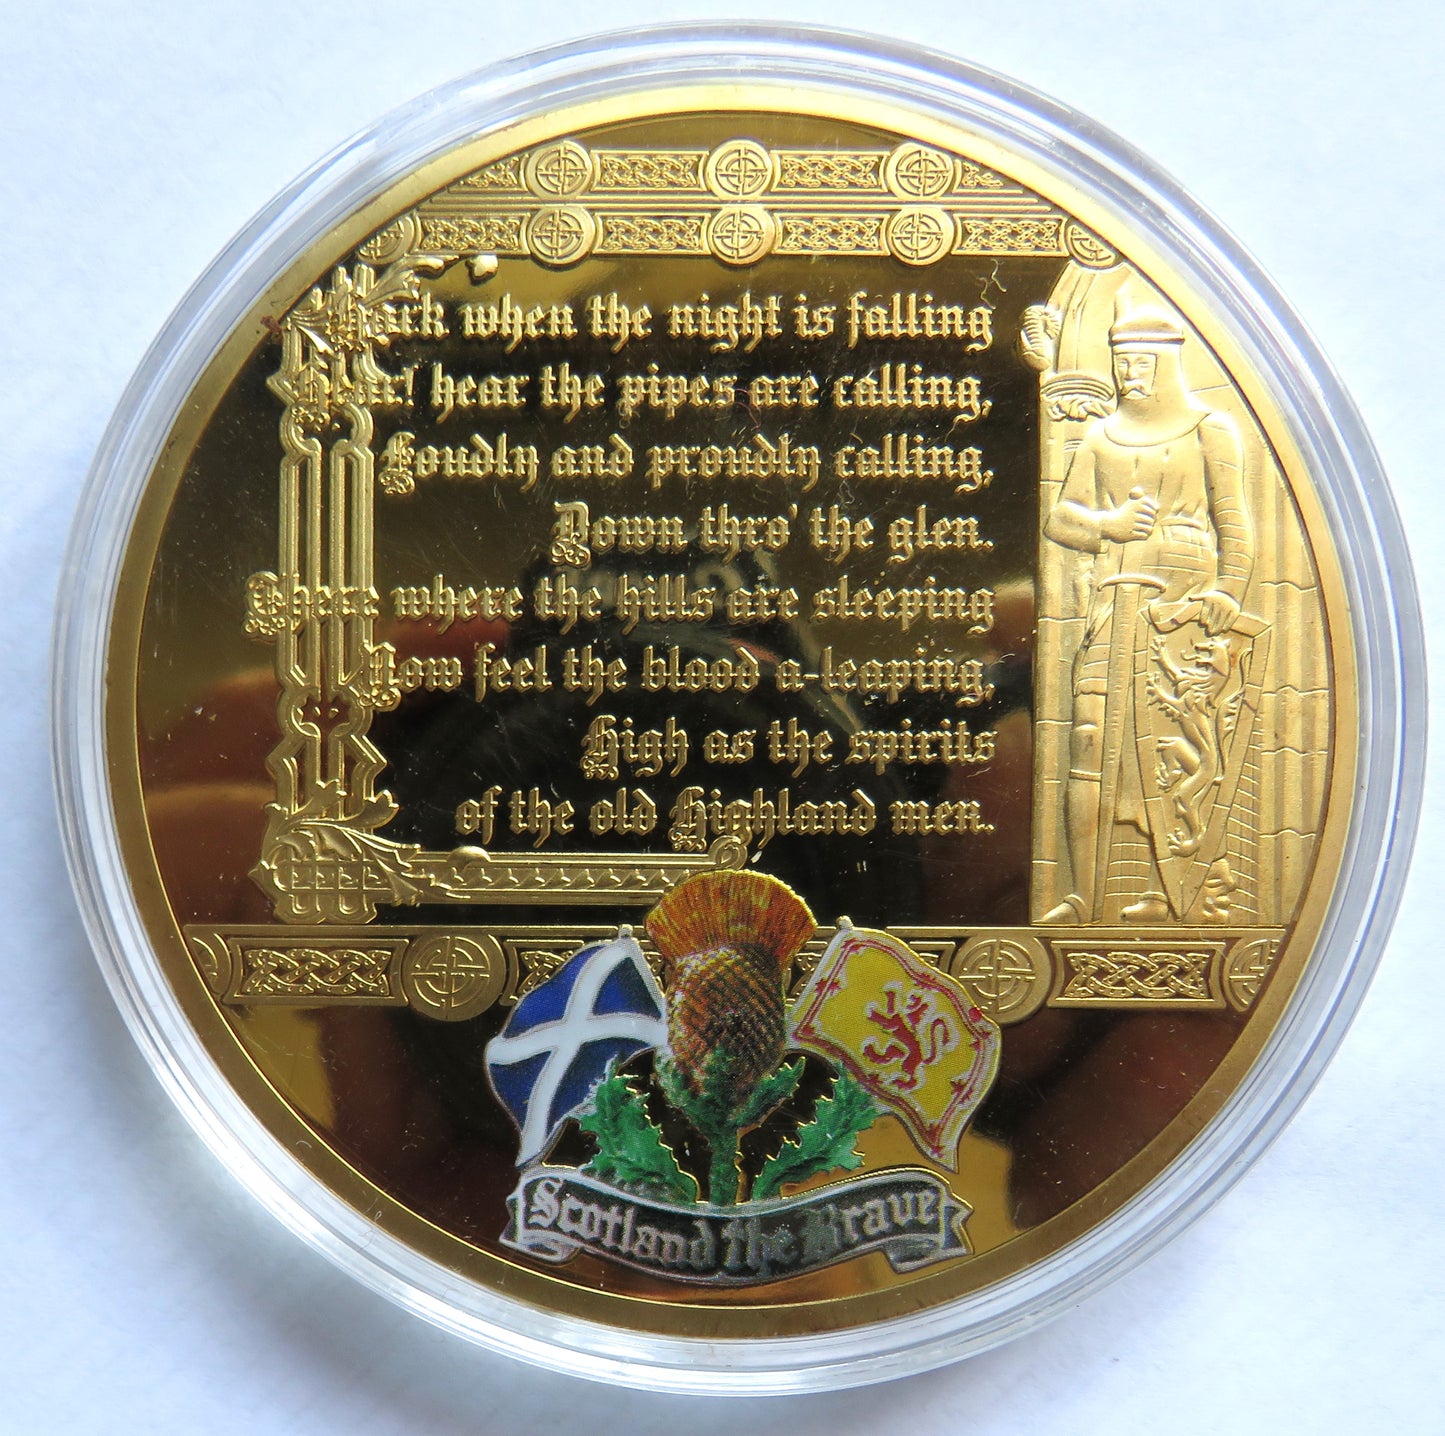 Hark when the night is falling
Hear! hear the pipes are calling,
Loudly and proudly calling,
Down thro' the glen.
There where the hills are sleeping
Now feel the blood a-leaping,
High as the spirits
of the old Highland men.
Scotland the Brave